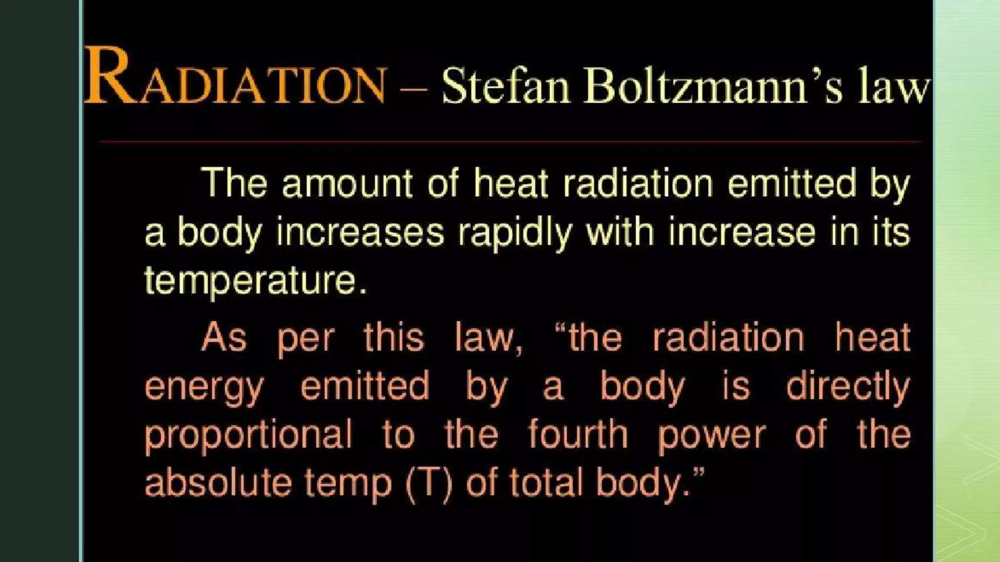 RADIATION – Stefan Boltzmann's law
The amount of heat radiation emitted by
a body increases rapidly with increase in its
temperature.
As per this law, “the radiation heat
energy emitted by a body is directly
proportional to the fourth power of the
absolute temp (T) of total body.”